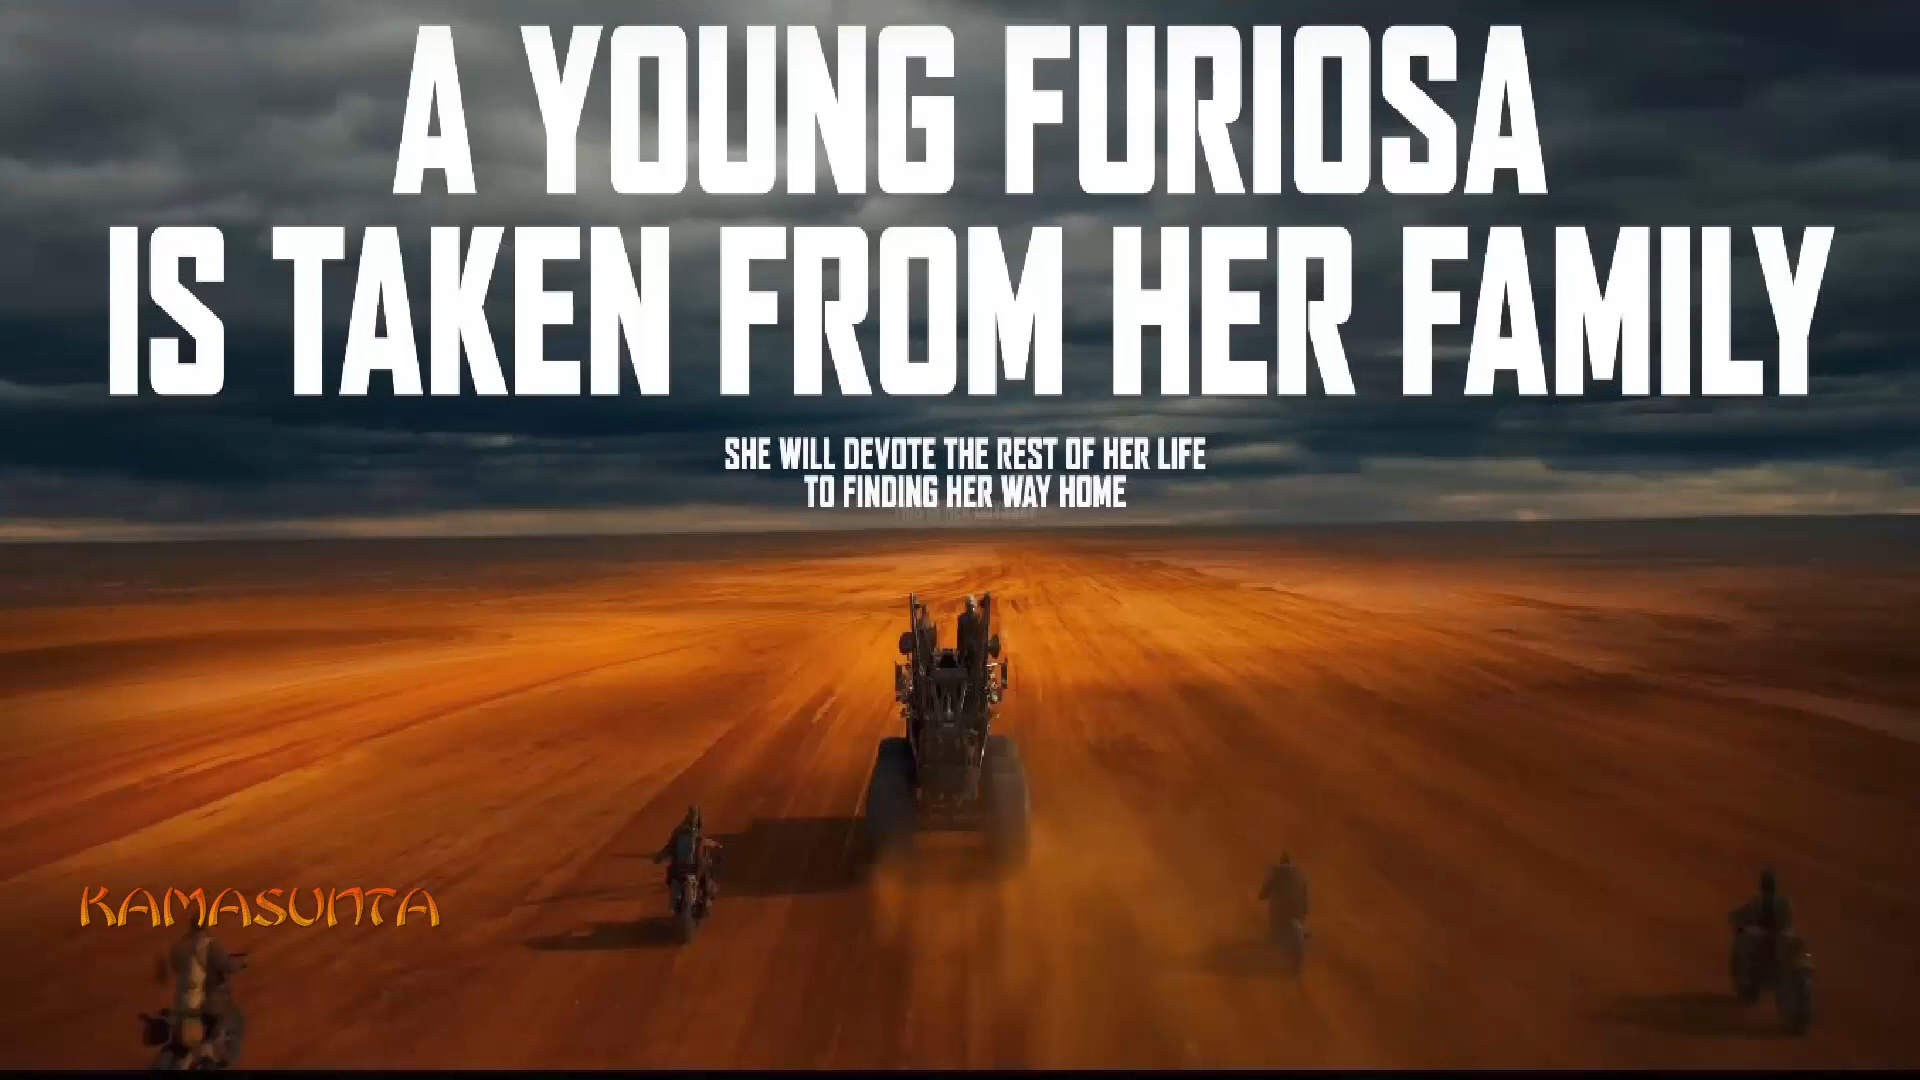 A YOUNG FURIOSA
IS TAKEN FROM HER FAMILY
SHE WILL DEVOTE THE REST OF HER LIFE
TO FINDING HER WAY HOME
KAMASUNTA